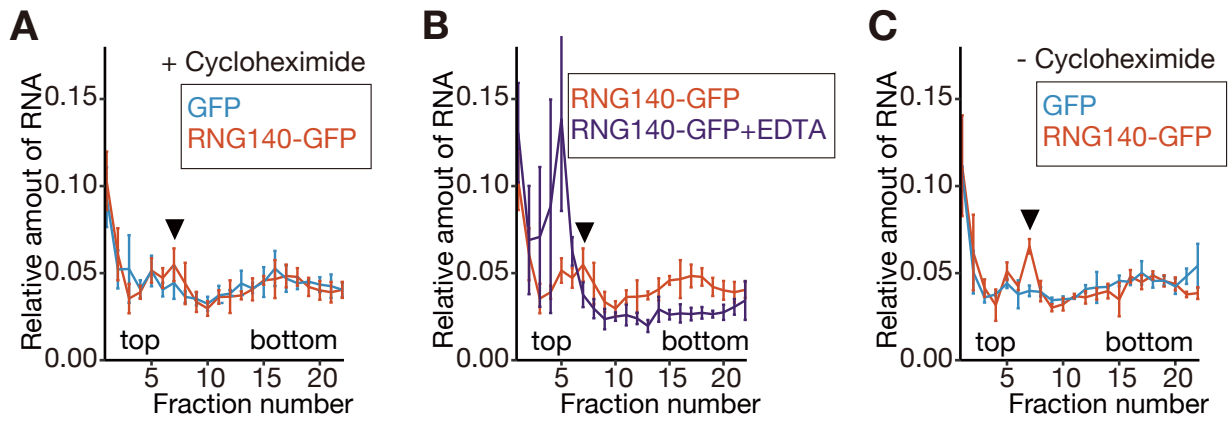 A
+ Cycloheximide
GFP
RNG140-GFP
Relative amout of RNA
0.15
0.10
0.05
0.00
top
bottom
5
10
15
20
Fraction number
B
RNG140-GFP
RNG140-GFP+EDTA
Relative amout of RNA
0.15
0.10
0.05
0.00
top
bottom
5
10
15
20
Fraction number
C
- Cycloheximide
GFP
RNG140-GFP
Relative amout of RNA
0.15
0.10
0.05
0.00
top
bottom
5
10
15
20
Fraction number